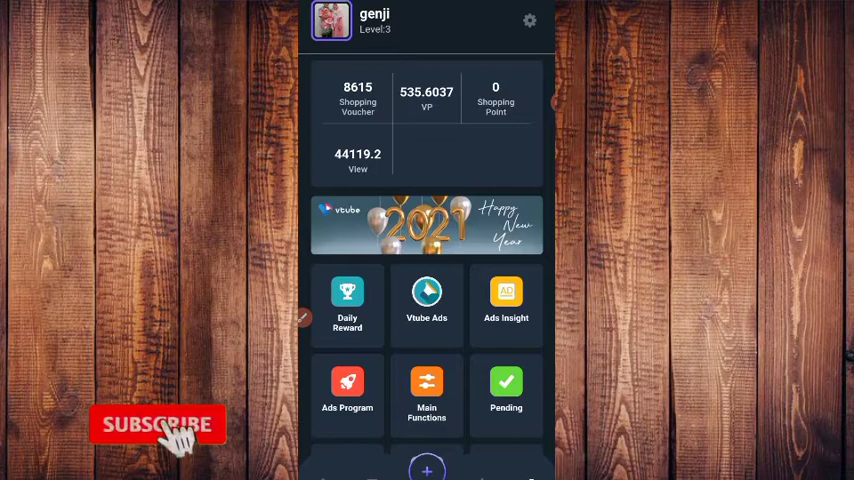 genji
Level:3
8615
Shopping
Voucher
535.6037
VP
0
Shopping
Point
44119.2
View
vtube
2021
Happy
New
Year
Daily
Reward
Vtube Ads
AD
Ads Insight
Ads Program
Main
Functions
Pending
SUBSCRIBE